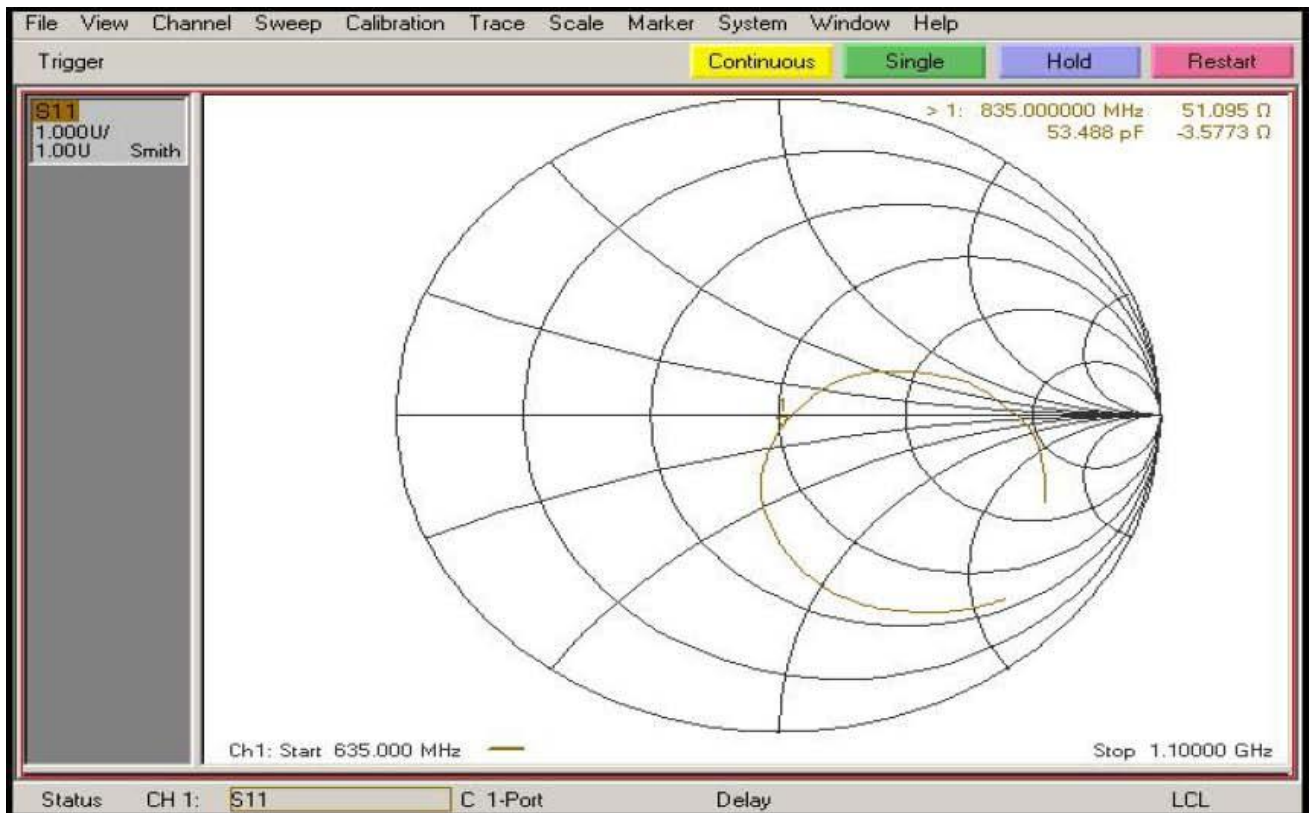 File View Channel Sweep Calibration Trace Scale Marker System Window Help
Trigger Continuous Single Hold Restart
S11
1.000U/
1.00U Smith
> 1: 835.000000 MHz 51.095 Ω
53.488 pF -3.5773 Ω
1
Ch1: Start 635.000 MHz
Stop 1.10000 GHz
Status CH 1: S11 C 1-Port Delay LCL